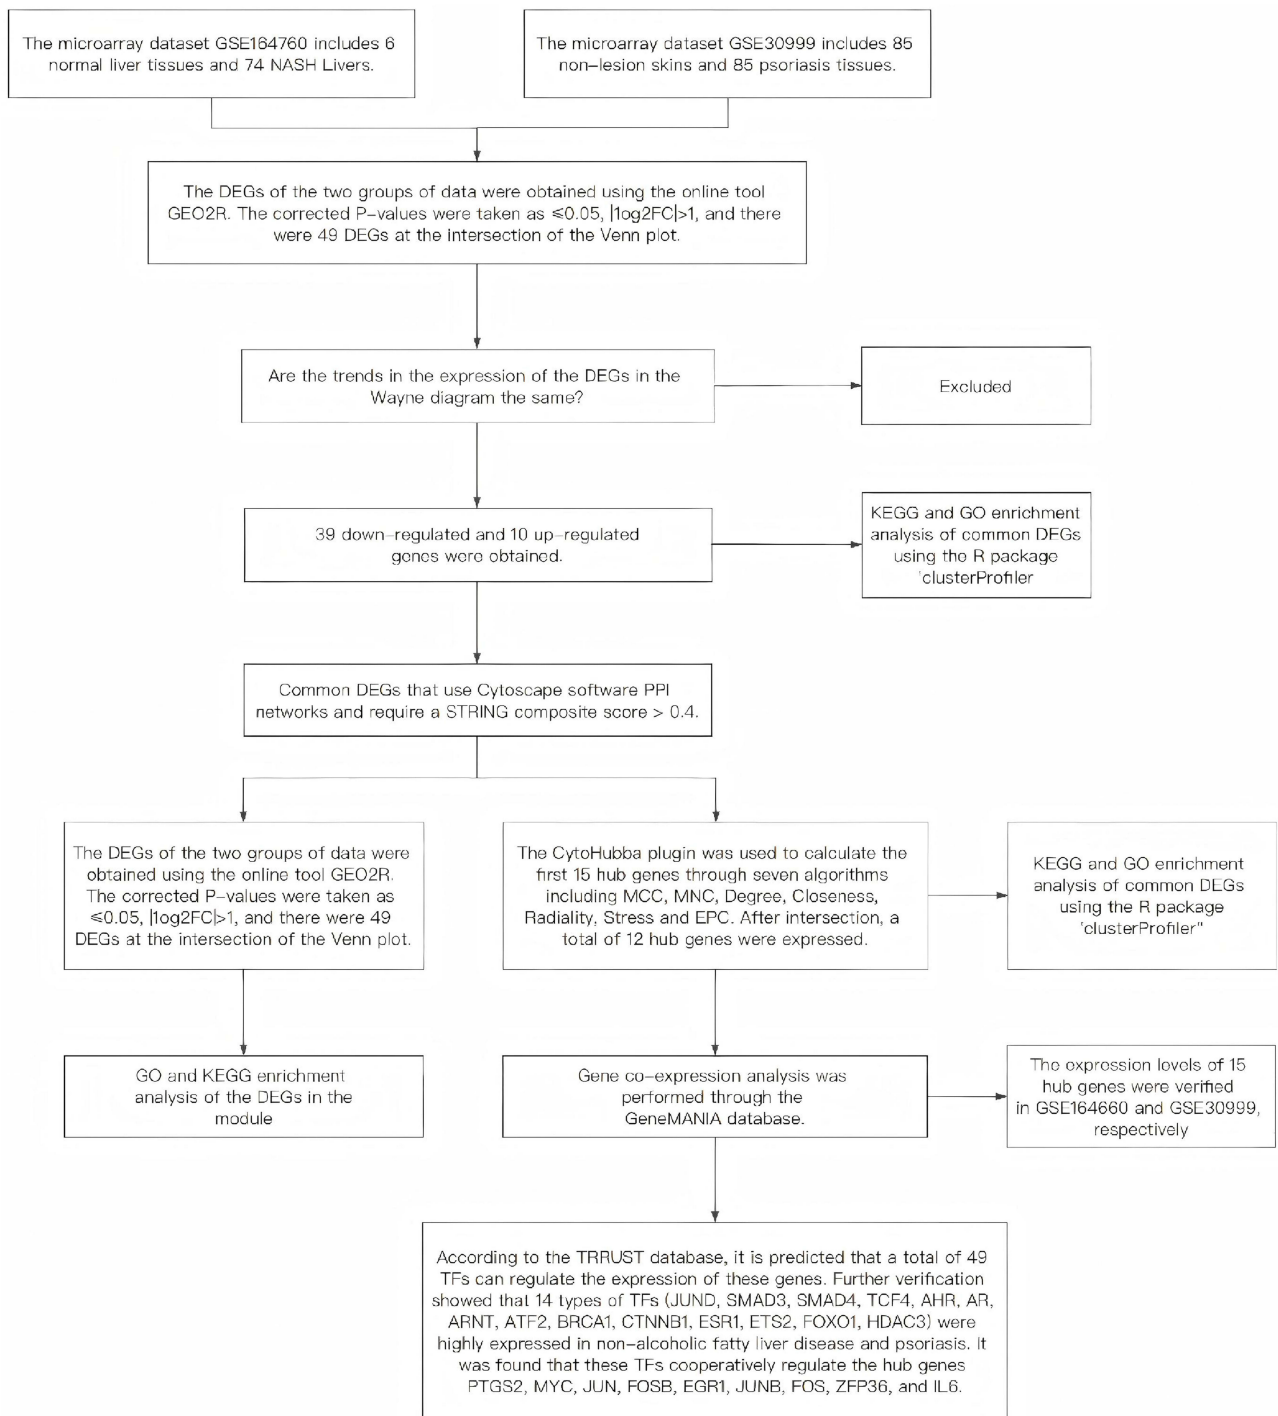 The microarray dataset GSE164760 includes 6
normal liver tissues and 74 NASH Livers.
The microarray dataset GSE30999 includes 85
non-lesion skins and 85 psoriasis tissues.
The DEGs of the two groups of data were obtained using the online tool
GEO2R. The corrected P-values were taken as ≤0.05, |1og2FC|>1, and there
were 49 DEGs at the intersection of the Venn plot.
Are the trends in the expression of the DEGs in the
Wayne diagram the same?
Excluded
39 down-regulated and 10 up-regulated
genes were obtained.
KEGG and GO enrichment
analysis of common DEGs
using the R package
'clusterProfiler
Common DEGs that use Cytoscape software PPI
networks and require a STRING composite score > 0.4.
The DEGs of the two groups of data were
obtained using the online tool GEO2R.
The corrected P-values were taken as
≤0.05, |1og2FC|>1, and there were 49
DEGs at the intersection of the Venn plot.
The CytoHubba plugin was used to calculate the
first 15 hub genes through seven algorithms
including MCC, MNC, Degree, Closeness,
Radiality, Stress and EPC. After intersection, a
total of 12 hub genes were expressed.
KEGG and GO enrichment
analysis of common DEGs
using the R package
'clusterProfiler"
GO and KEGG enrichment
analysis of the DEGs in the
module
Gene co-expression analysis was
performed through the
GeneMANIA database.
The expression levels of 15
hub genes were verified
in GSE164660 and GSE30999,
respectively
According to the TRRUST database, it is predicted that a total of 49
TFs can regulate the expression of these genes. Further verification
showed that 14 types of TFs (JUND, SMAD3, SMAD4, TCF4, AHR, AR,
ARNT, ATF2, BRCA1, CTNNB1, ESR1, ETS2, FOXO1, HDAC3) were
highly expressed in non-alcoholic fatty liver disease and psoriasis. It
was found that these TFs cooperatively regulate the hub genes
PTGS2, MYC, JUN, FOSB, EGR1, JUNB, FOS, ZFP36, and IL6.